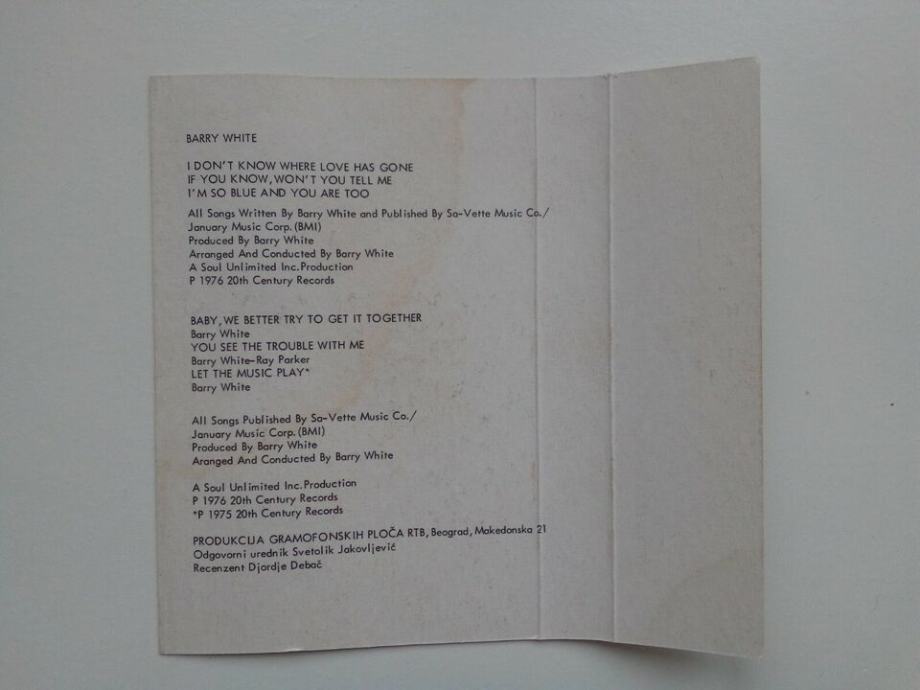 BARRY WHITE
I DON'T KNOW WHERE LOVE HAS GONE
IF YOU KNOW, WON'T YOU TELL ME
I'M SO BLUE AND YOU ARE TOO
All Songs Written By Barry White and Published By Sa-Vette Music Co./
January Music Corp. (BMI)
Produced By Barry White
Arranged And Conducted By Barry White
A Soul Unlimited Inc. Production
P 1976 20th Century Records
BABY, WE BETTER TRY TO GET IT TOGETHER
Barry White
YOU SEE THE TROUBLE WITH ME
Barry White-Ray Parker
LET THE MUSIC PLAY*
Barry White
All Songs Published By Sa-Vette Music Co./
January Music Corp. (BMI)
Produced By Barry White
Aranged And Conducted By Barry White
A Soul Unlimited Inc. Production
P 1976 20th Century Records
*P 1975 20th Century Records
PRODUKCIJA GRAMOFONSKIH PLOČA RTB, Beograd, Makedonska 21
Odgovorni urednik Svetolik Jakovljević
Recenzent Djordje Debač